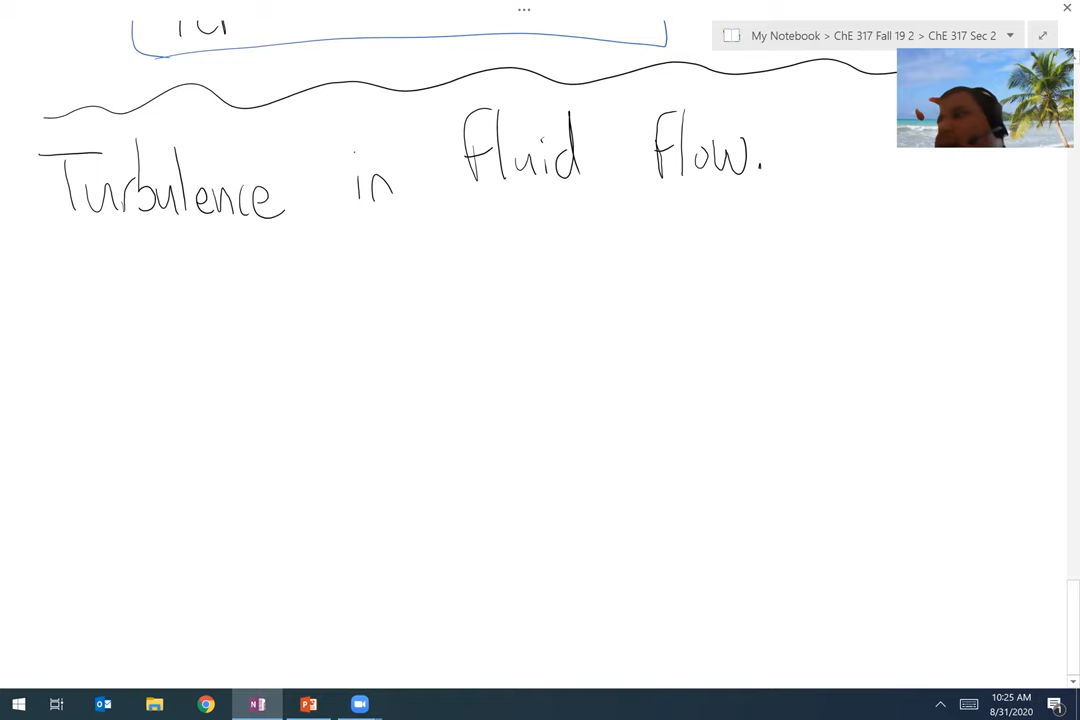 My Notebook > ChE 317 Fall 19 2 > ChE 317 Sec 2
Turbulence in Fluid Flow.
10:25 AM
8/31/2020